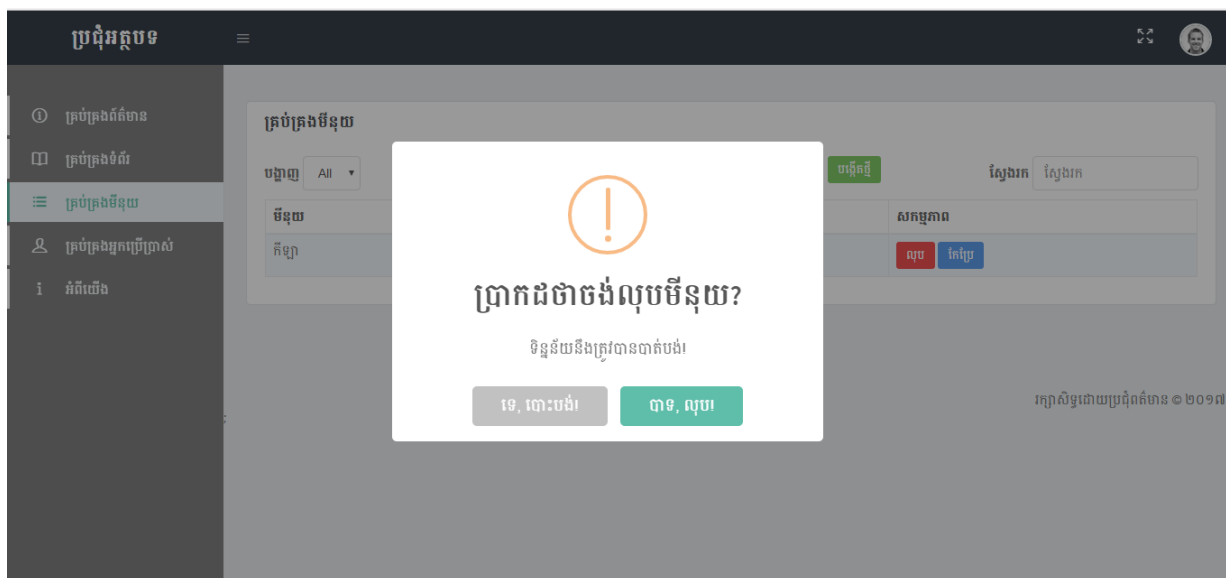 ប្រជុំអត្ថបទ
គ្រប់គ្រងព័ត៌មាន
គ្រប់គ្រងទំព័រ
គ្រប់គ្រងមីនុយ
គ្រប់គ្រងអ្នកប្រើប្រាស់
អំពីយើង
គ្រប់គ្រងមីនុយ
បង្ហាញ All បង្កើតថ្មី ស្វែងរក ស្វែងរក
មីនុយ សកម្មភាព
កីឡា លុប កែប្រែ
ប្រាកដថាចង់លុបមីនុយ?
ទិន្នន័យនឹងត្រូវបានបាត់បង់!
ទេ, បោះបង់! បាទ, លុប!
រក្សាសិទ្ធដោយប្រជុំពត៌មាន © ២០១៧